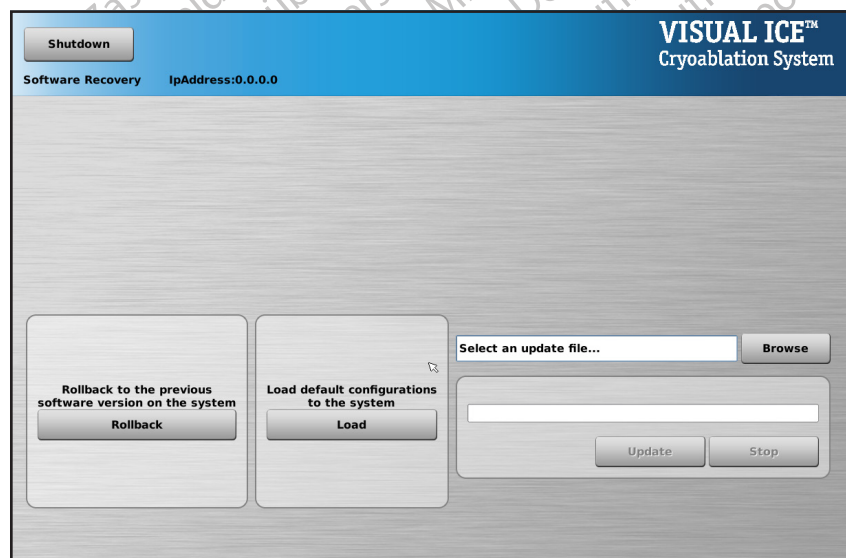 Shutdown
VISUAL ICE™
Cryoablation System
Software Recovery IpAddress:0.0.0.0
Select an update file...
Browse
Rollback to the previous
software version on the system
Rollback
Load default configurations
to the system
Load
Update
Stop